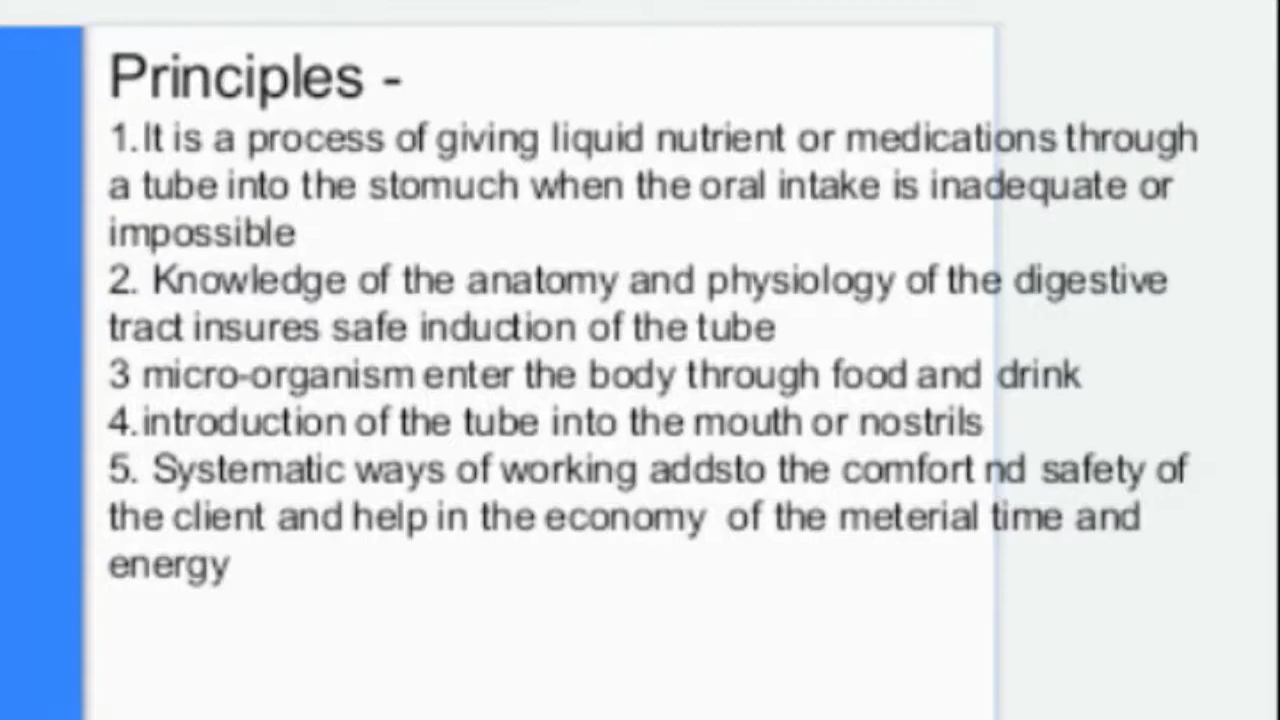 Principles -
1.It is a process of giving liquid nutrient or medications through
a tube into the stomuch when the oral intake is inadequate or
impossible
2. Knowledge of the anatomy and physiology of the digestive
tract insures safe induction of the tube
3 micro-organism enter the body through food and drink
4.introduction of the tube into the mouth or nostrils
5. Systematic ways of working addsto the comfort nd safety of
the client and help in the economy of the meterial time and
energy